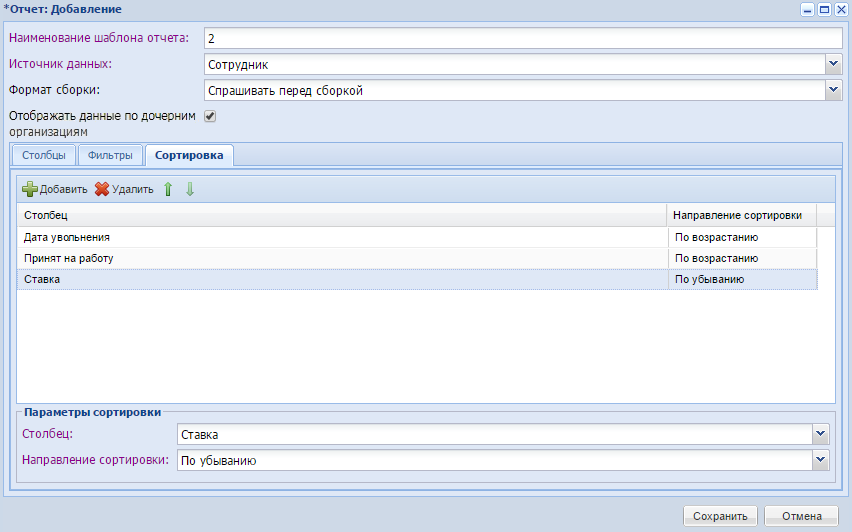 *Отчет: Добавление
Наименование шаблона отчета: 2
Источник данных: Сотрудник
Формат сборки: Спрашивать перед сборкой
Отображать данные по дочерним
организациям
Столбцы Фильтры Сортировка
Добавить Удалить
Столбец Направление сортировки
Дата увольнения По возрастанию
Принят на работу По возрастанию
Ставка По убыванию
Параметры сортировки
Столбец: Ставка
Направление сортировки: По убыванию
Сохранить Отмена